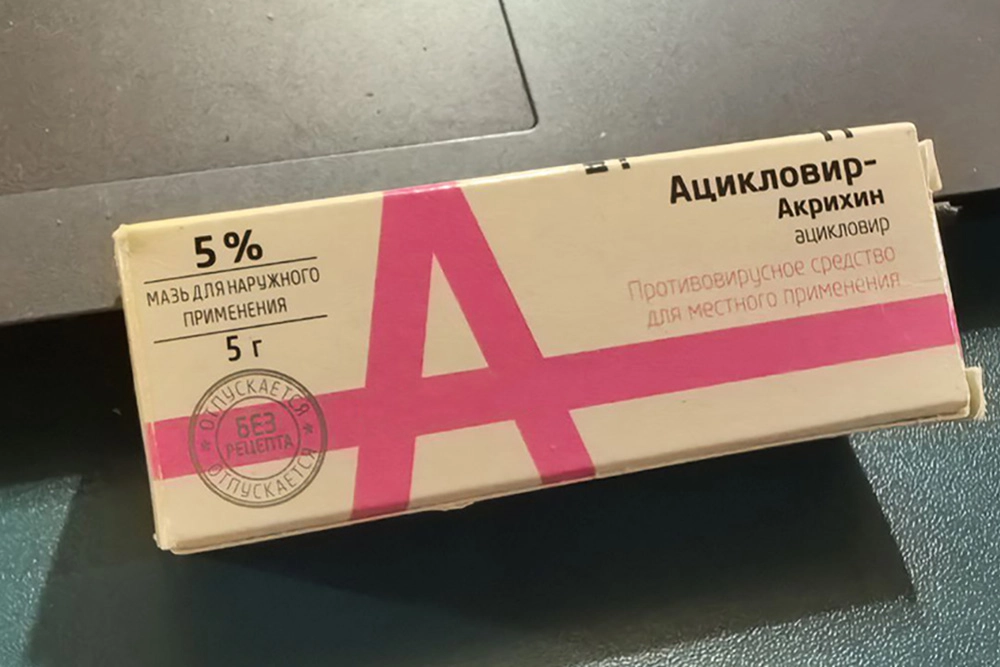 5%
МАЗЬ ДЛЯ НАРУЖНОГО
ПРИМЕНЕНИЯ
5 г
ОТПУСКАЕТСЯ
БЕЗ
РЕЦЕПТА
ОТПУСКАЕТСЯ
А
Ацикловир-
Акрихин
ацикловир
Противовирусное средство
для местного применения